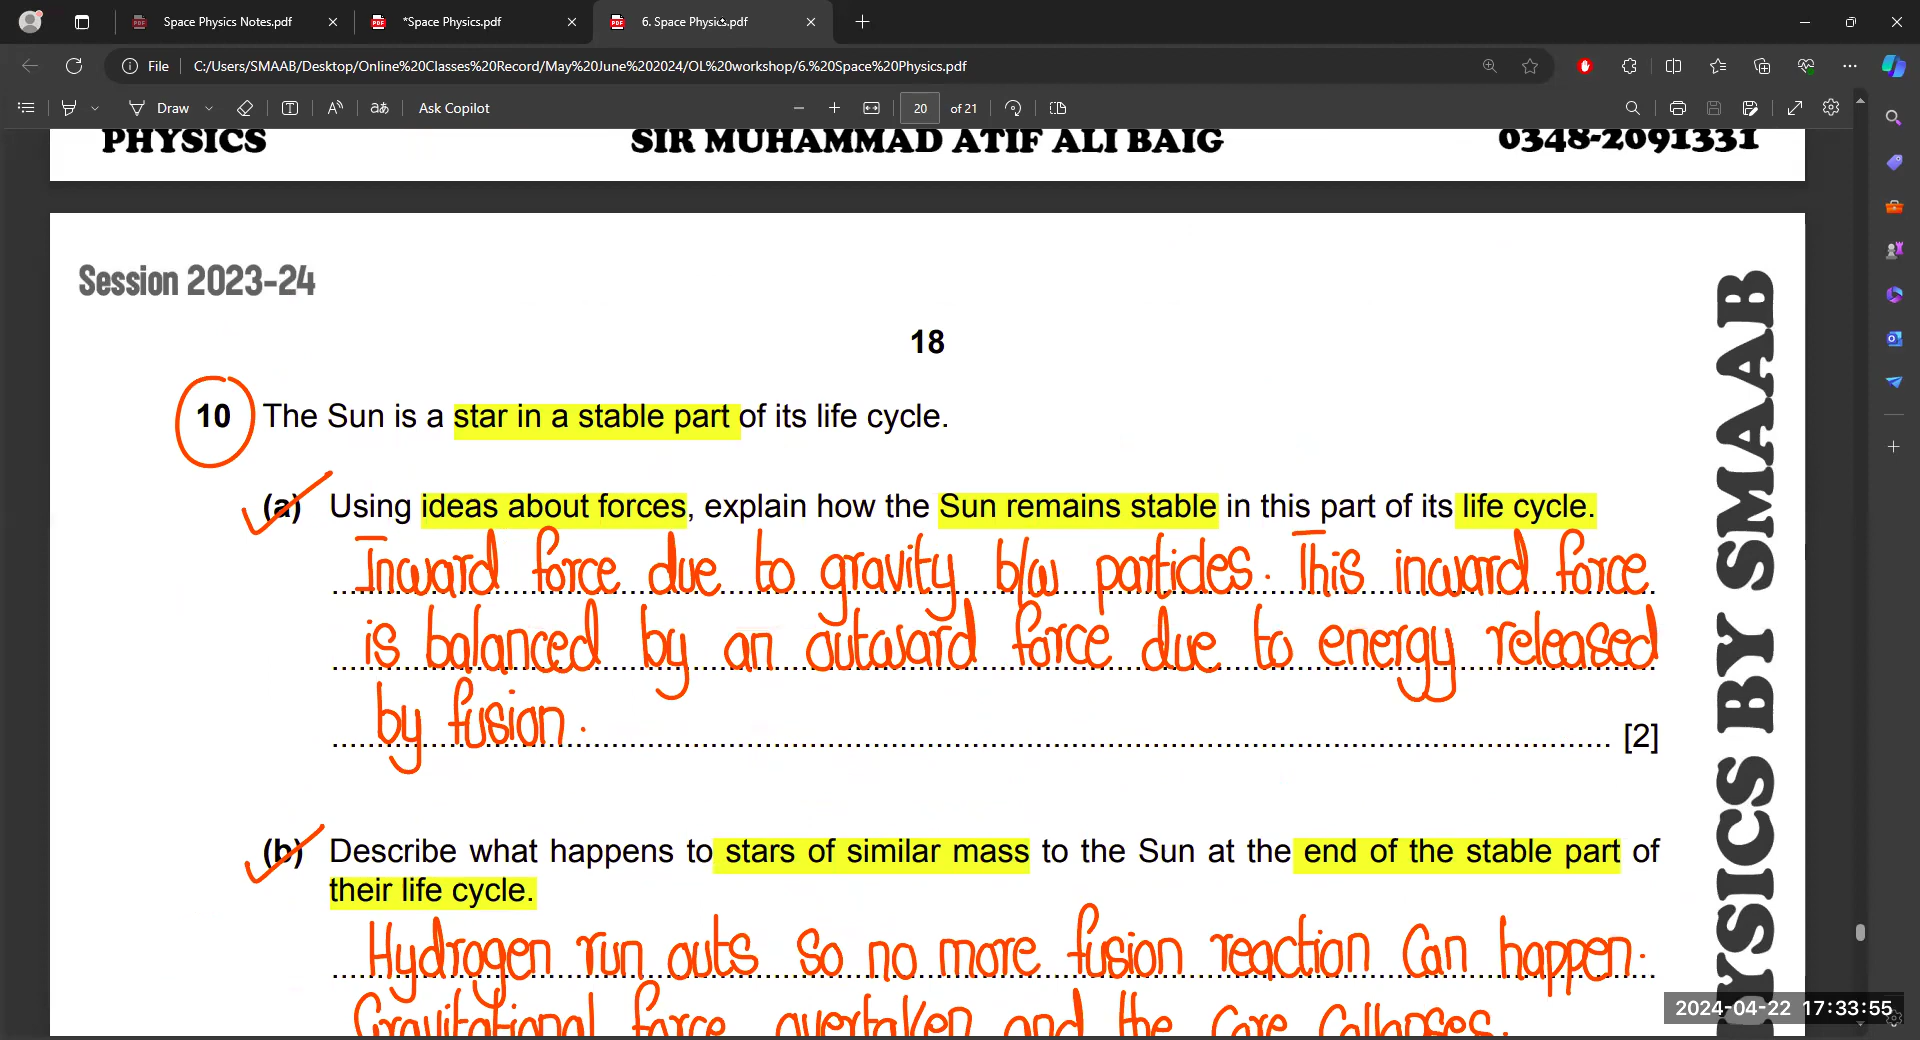 Space Physics Notes.pdf
*Space Physics.pdf
6. Space Physics.pdf
File
C:/Users/SMAAB/Desktop/Online%20Classes%20Record/May%20June%202024/OL%20workshop/6.%20Space%20Physics.pdf
Draw
Ask Copilot
20 of 21
PHYSICS SIR MUHAMMAD ATIF ALI BAIG 0348-2091331
Session 2023-24
18
10 The Sun is a star in a stable part of its life cycle.
(a) Using ideas about forces, explain how the Sun remains stable in this part of its life cycle.
Inward force due to gravity b/w particles. This inward force
is balanced by an outward force due to energy released
by fusion.
[2]
(b) Describe what happens to stars of similar mass to the Sun at the end of the stable part of
their life cycle.
Hydrogen run outs so no more fusion reaction can happen.
Gravitational force overtaken and the core collapses.
PHYSICS BY SMAAB
2024-04-22 17:33:55